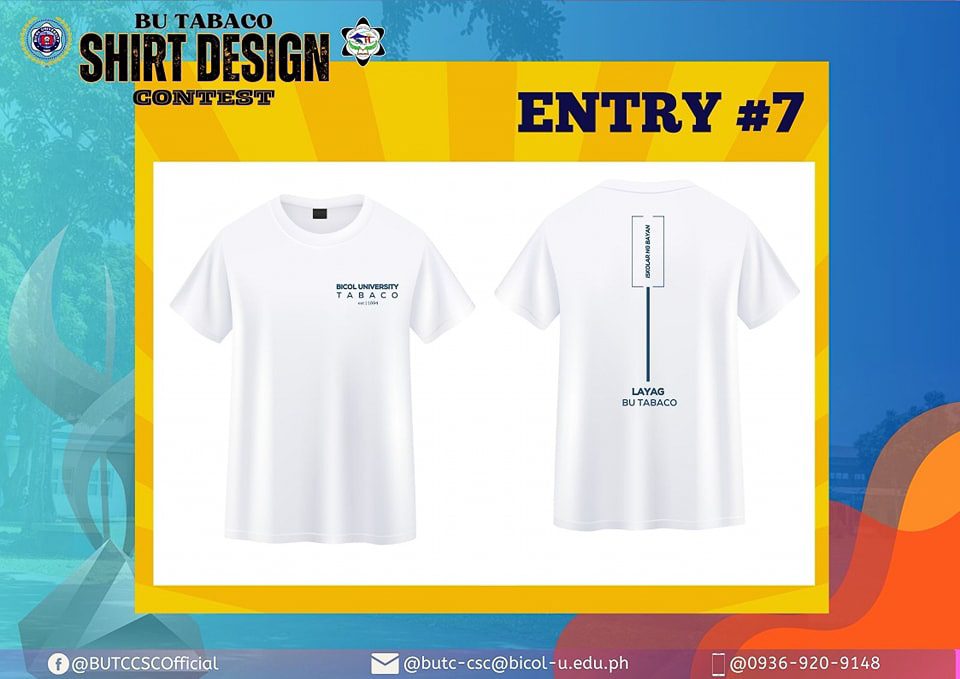 BU TABACO
SHIRT DESIGN
CONTEST
ENTRY #7
BICOL UNIVERSITY
TABACO
ISKOLAR NG BAYAN
LAYAG
BU TABACO
@BUTCCSCOfficial
@butc-csc@bicol-u.edu.ph
@0936-920-9148